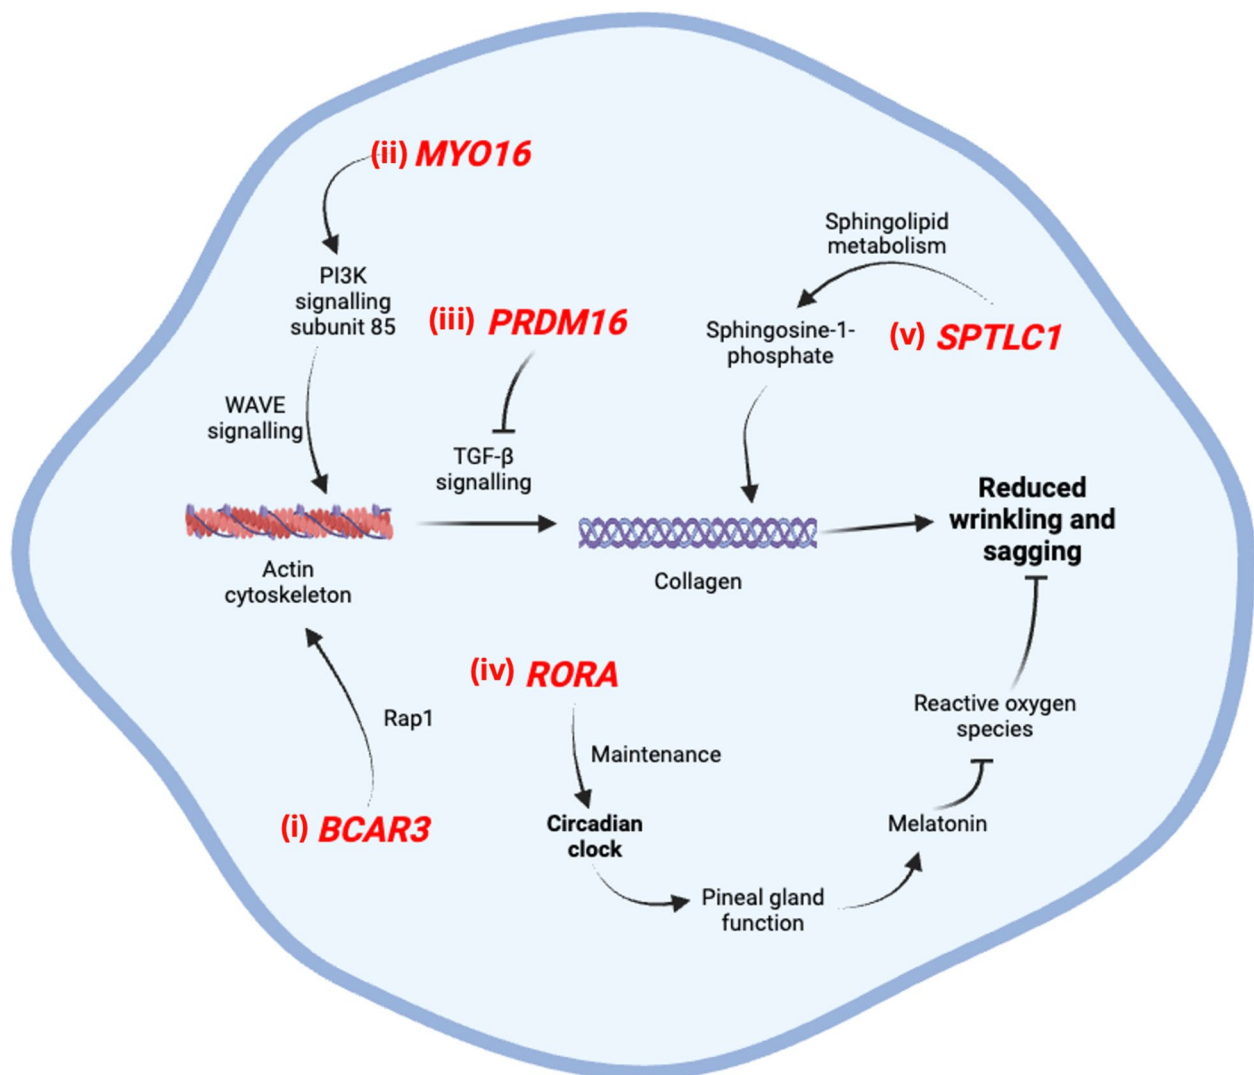 (ii) MYO16
PI3K
signalling
subunit 85
WAVE
signalling
(iii) PRDM16
TGF-β
signalling
Sphingolipid
metabolism
(v) SPTLC1
Sphingosine-1-
phosphate
Actin
cytoskeleton
Collagen
Reduced
wrinkling and
sagging
Rap1
(i) BCAR3
(iv) RORA
Maintenance
Circadian
clock
Pineal gland
function
Melatonin
Reactive oxygen
species